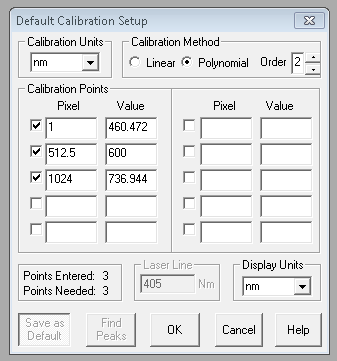 Default Calibration Setup
Calibration Units
nm
Calibration Method
Linear Polynomial Order 2
Calibration Points
Pixel Value Pixel Value
1 460.472
512.5 600
1024 736.944
Points Entered: 3
Points Needed: 3
Laser Line
405 Nm
Display Units
nm
Save as Default
Find Peaks
OK
Cancel
Help